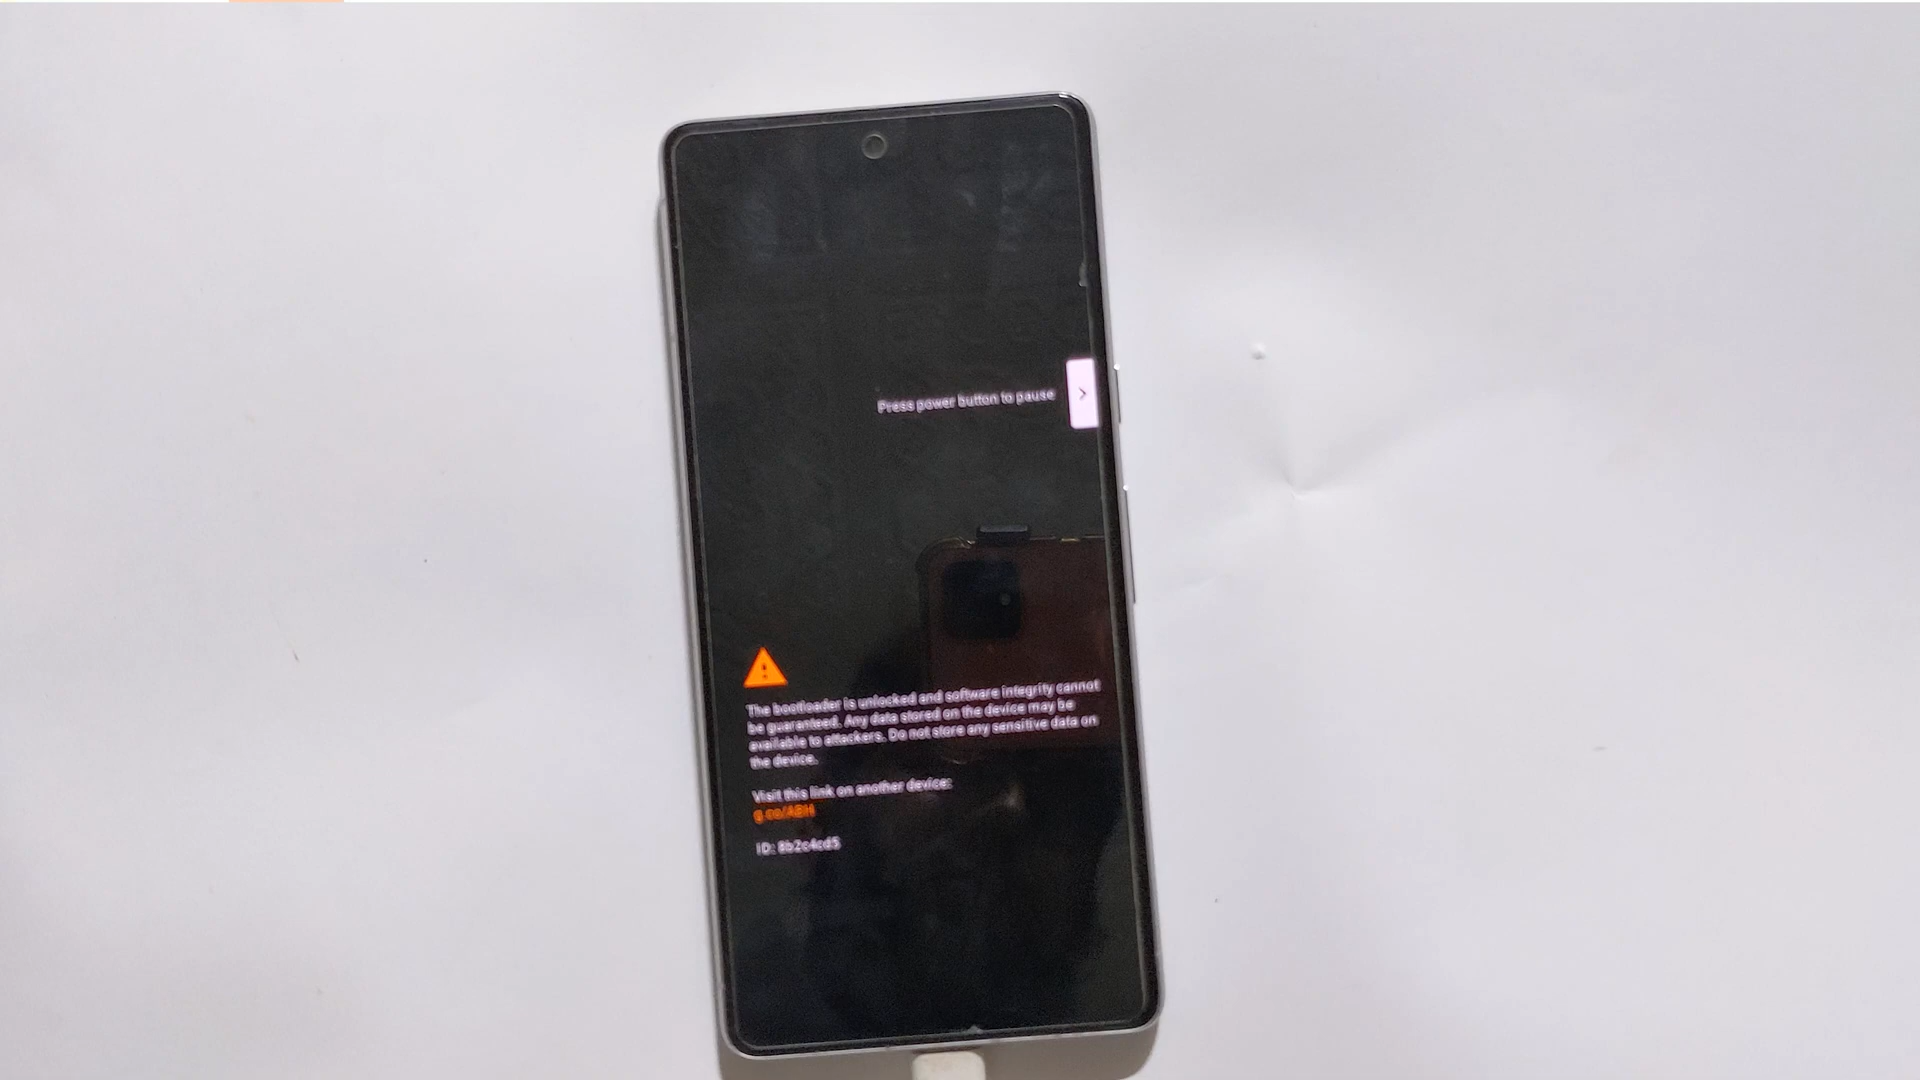 Press power button to pause
The bootloader is unlocked and software integrity cannot
be guaranteed. Any data stored on the device may be
available to attackers. Do not store any sensitive data on
the device.
Visit this link on another device:
g.co/ABH
ID: 8b2c4cd5